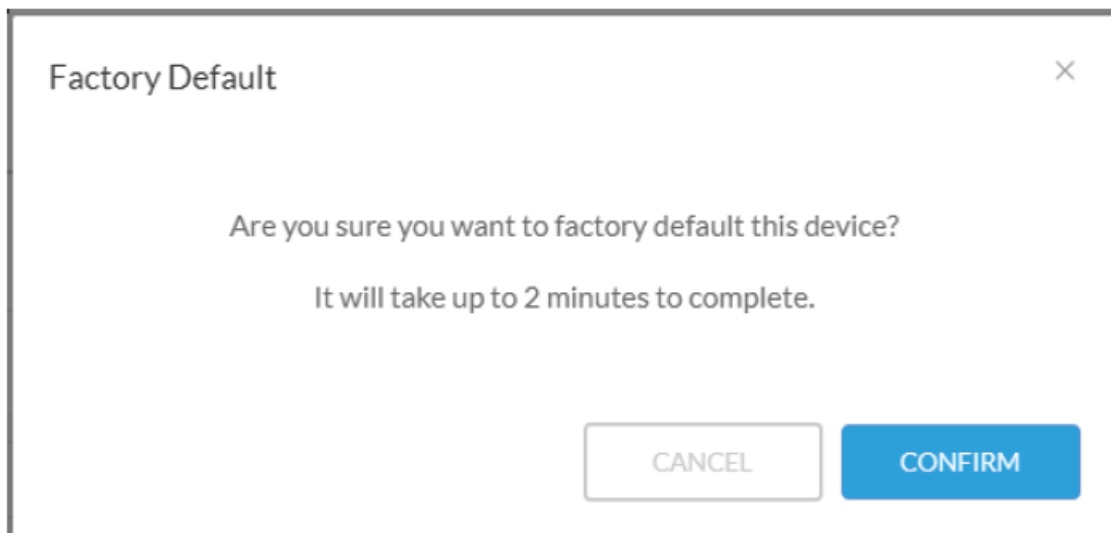 Factory Default
Are you sure you want to factory default this device?
It will take up to 2 minutes to complete.
CANCEL
CONFIRM